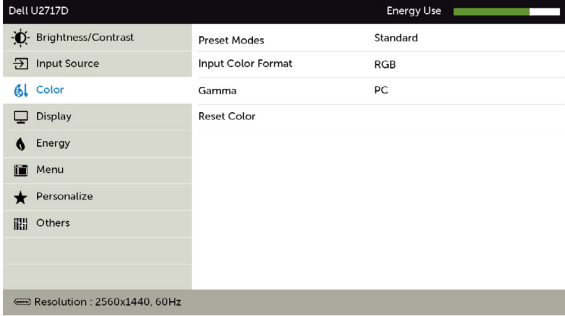 Dell U2717D Energy Use
Brightness/Contrast Preset Modes Standard
Input Source Input Color Format RGB
Color Gamma PC
Display Reset Color
Energy
Menu
Personalize
Others
Resolution : 2560x1440, 60Hz